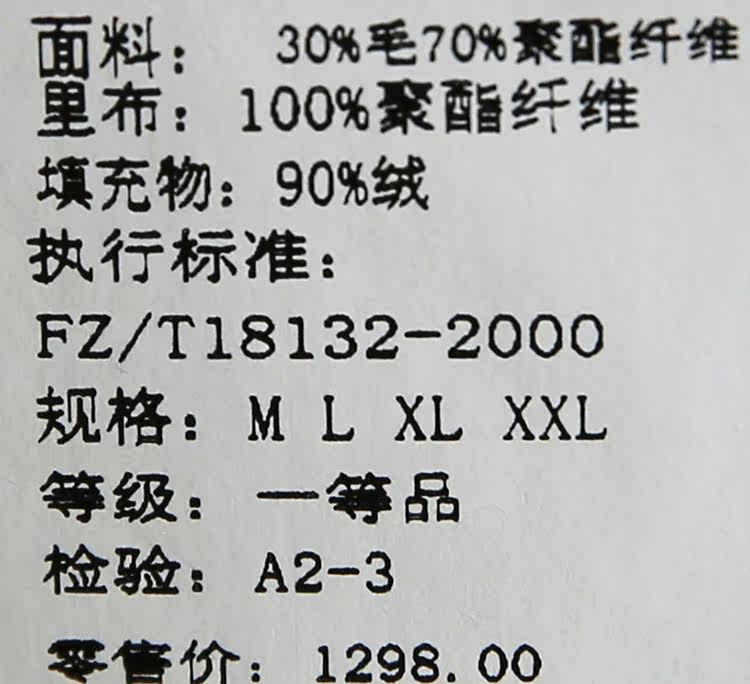 面料： 30%毛70%聚酯纤维
里布：100%聚酯纤维
填充物：90%绒
执行标准：
FZ/T18132-2000
规格：M L XL XXL
等级：一等品
检验：A2-3
零售价：1298.00